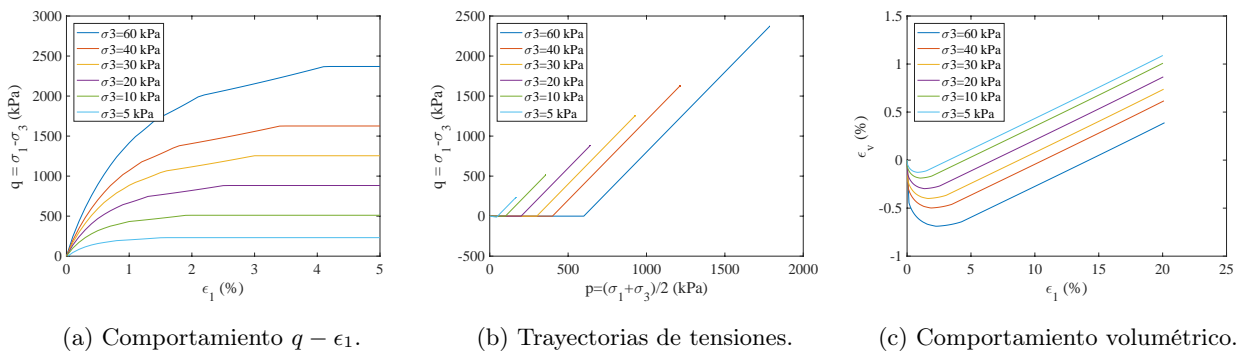 3000
2500
2000
1500
1000
500
0
q = σ₁-σ₃ (kPa)
σ3=60 kPa
σ3=40 kPa
σ3=30 kPa
σ3=20 kPa
σ3=10 kPa
σ3=5 kPa
0 1 2 3 4 5
ϵ₁ (%)
(a) Comportamiento q − ϵ₁.
2500
2000
1500
1000
500
0
-500
q = σ₁-σ₃ (kPa)
σ3=60 kPa
σ3=40 kPa
σ3=30 kPa
σ3=20 kPa
σ3=10 kPa
σ3=5 kPa
0 500 1000 1500 2000
p=(σ₁+σ₃)/2 (kPa)
(b) Trayectorias de tensiones.
1.5
1
0.5
0
-0.5
-1
ϵᵥ (%)
σ3=60 kPa
σ3=40 kPa
σ3=30 kPa
σ3=20 kPa
σ3=10 kPa
σ3=5 kPa
0 5 10 15 20 25
ϵ₁ (%)
(c) Comportamiento volumétrico.